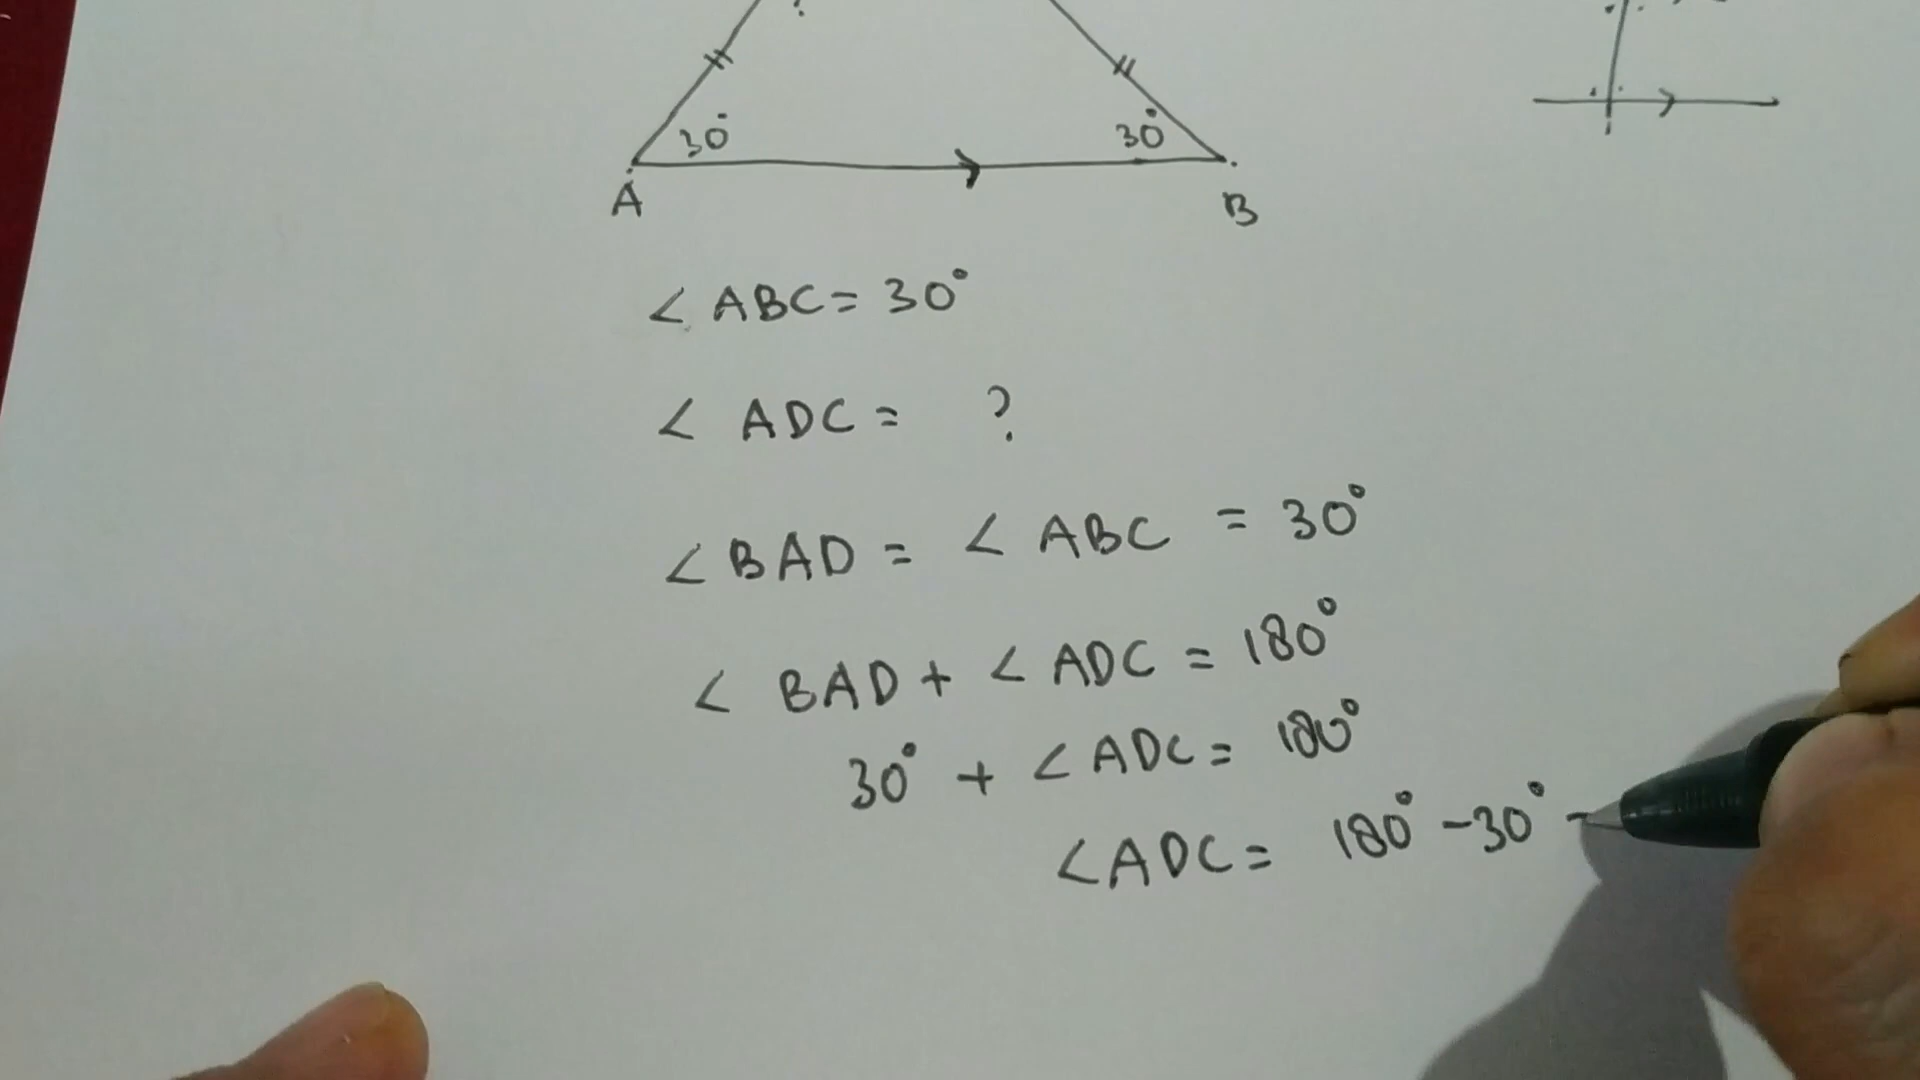 ?
30° 30°
A B
∠ ABC = 30°
∠ ADC = ?
∠ BAD = ∠ ABC = 30°
∠ BAD + ∠ ADC = 180°
30° + ∠ ADC = 180°
∠ ADC = 180° - 30° -